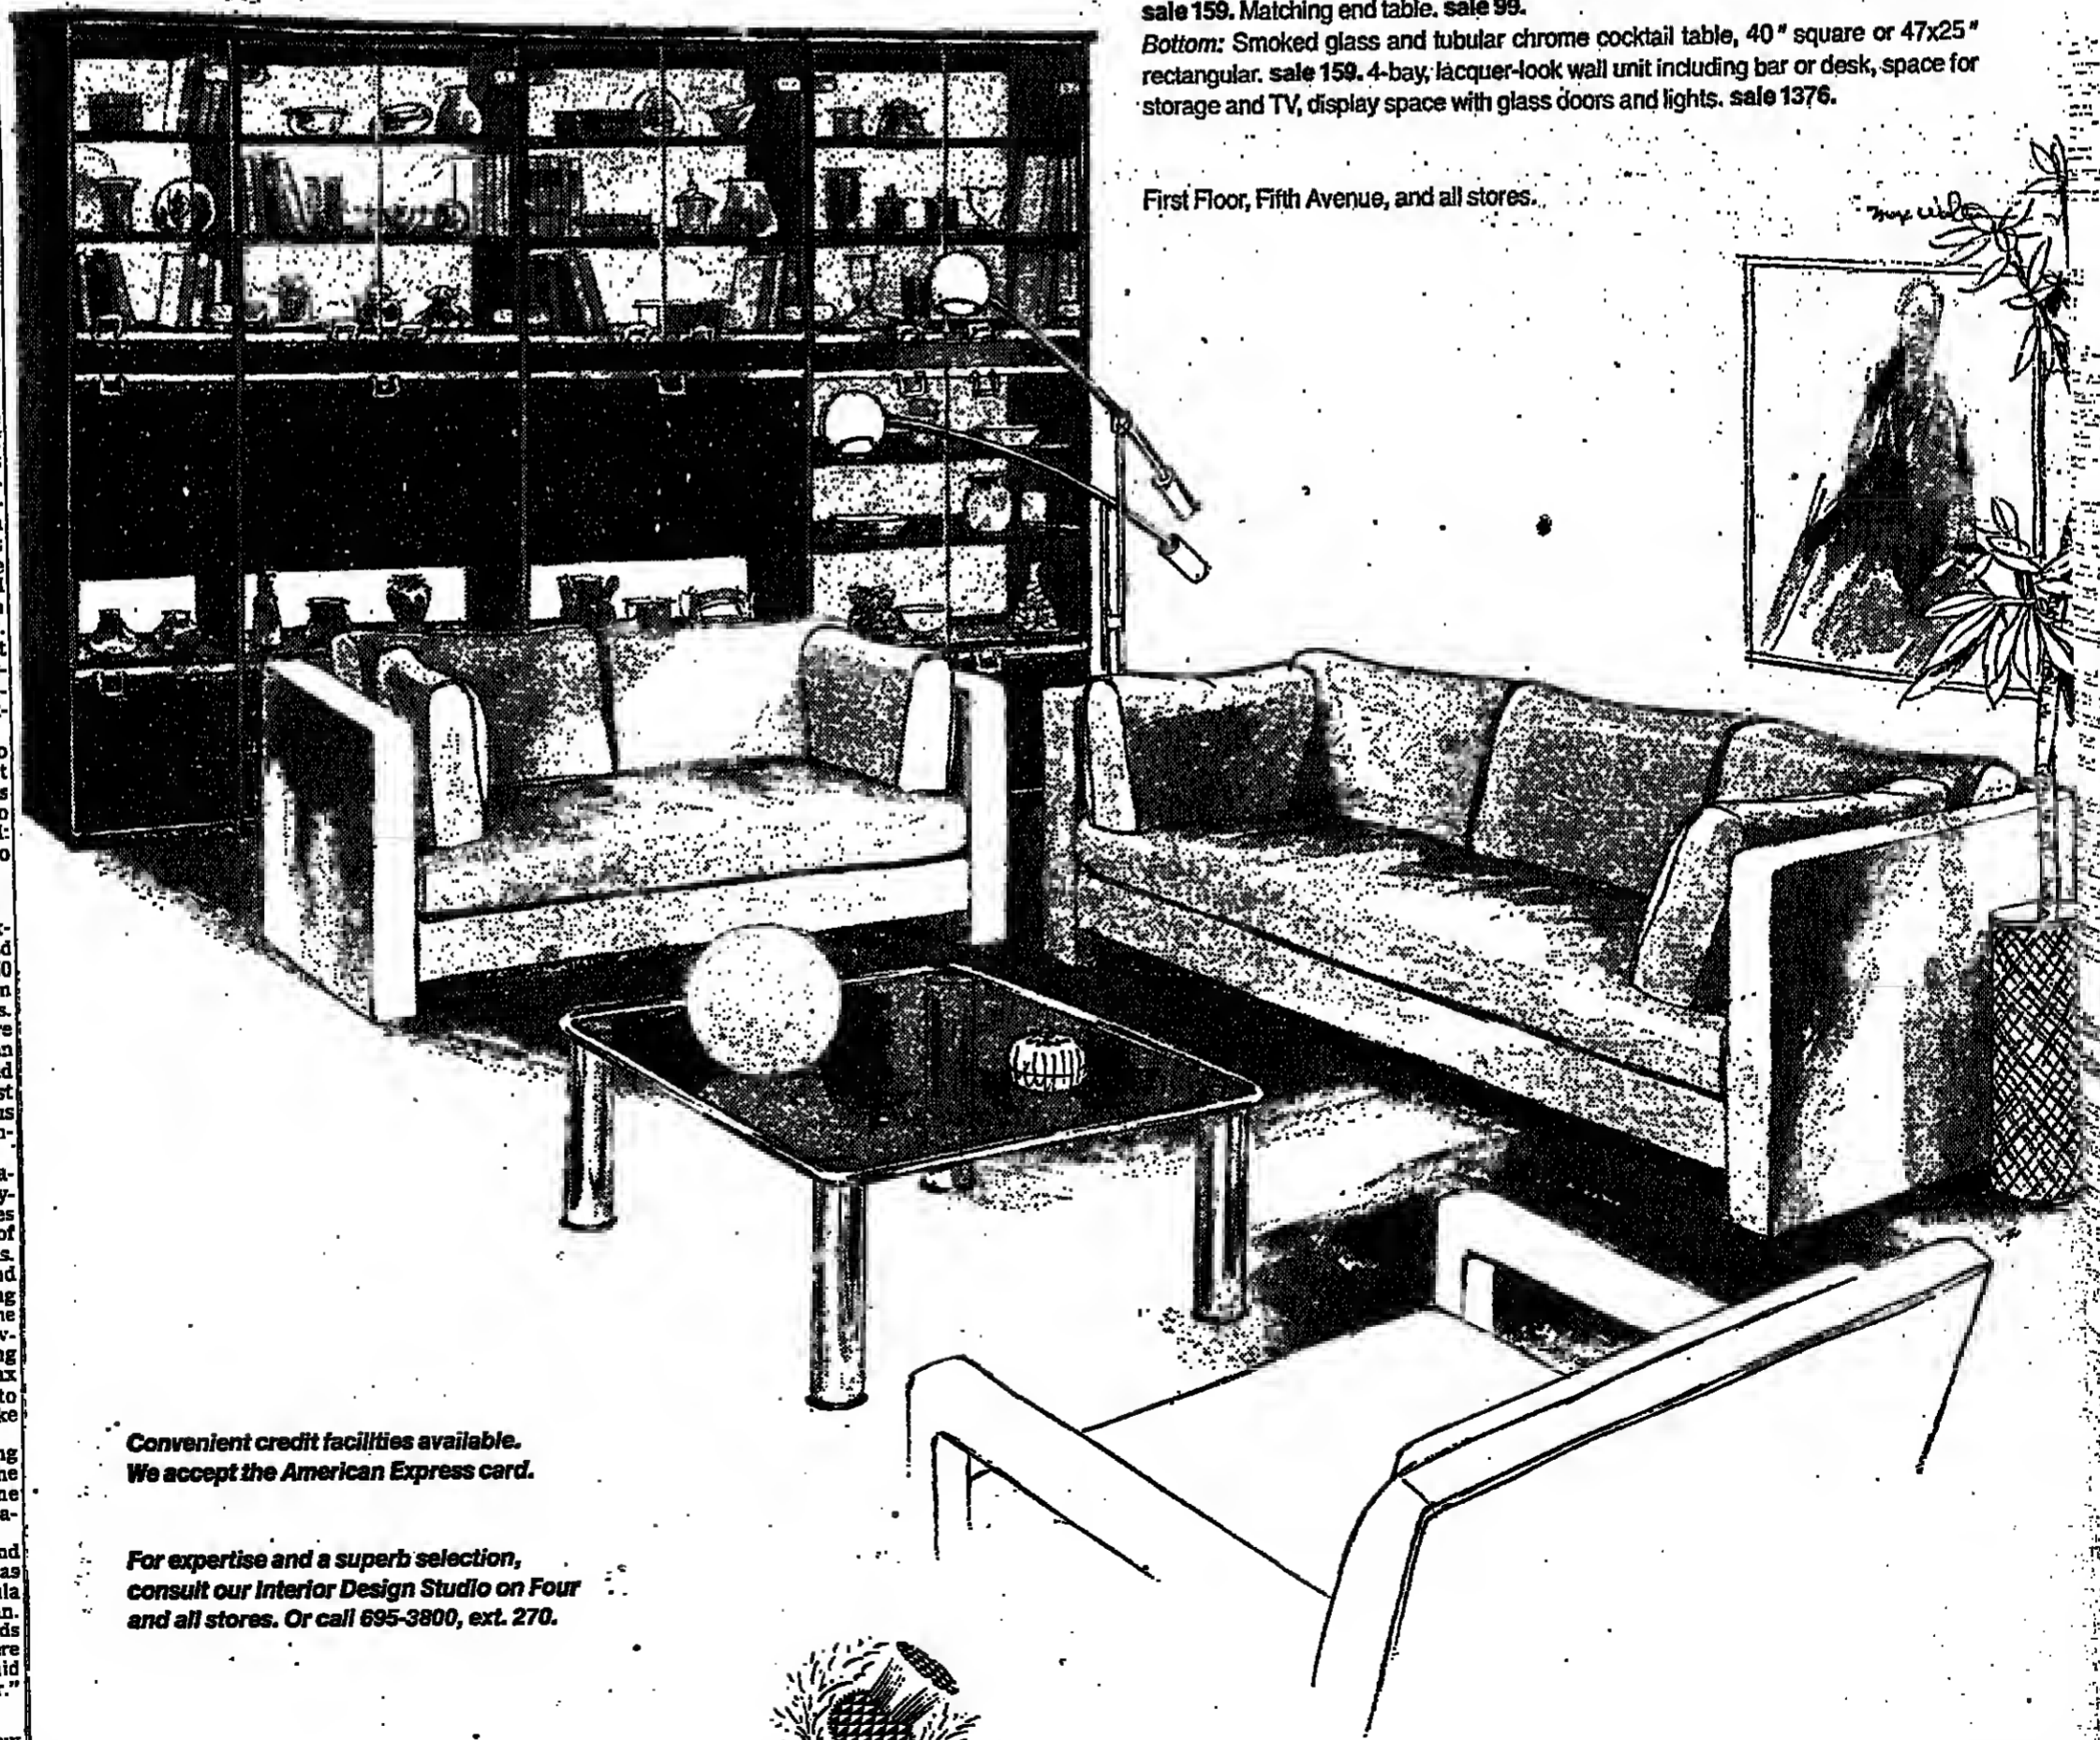 sale 159. Matching end table. sale 99.
Bottom: Smoked glass and tubular chrome cocktail table, 40" square or 47x25"
rectangular. sale 159. 4-bay, lacquer-look wall unit including bar or desk, space for
storage and TV, display space with glass doors and lights. sale 1376.
First Floor, Fifth Avenue, and all stores.
Convenient credit facilities available.
We accept the American Express card.
For expertise and a superb selection,
consult our Interior Design Studio on Four
and all stores. Or call 695-3800, ext. 270.